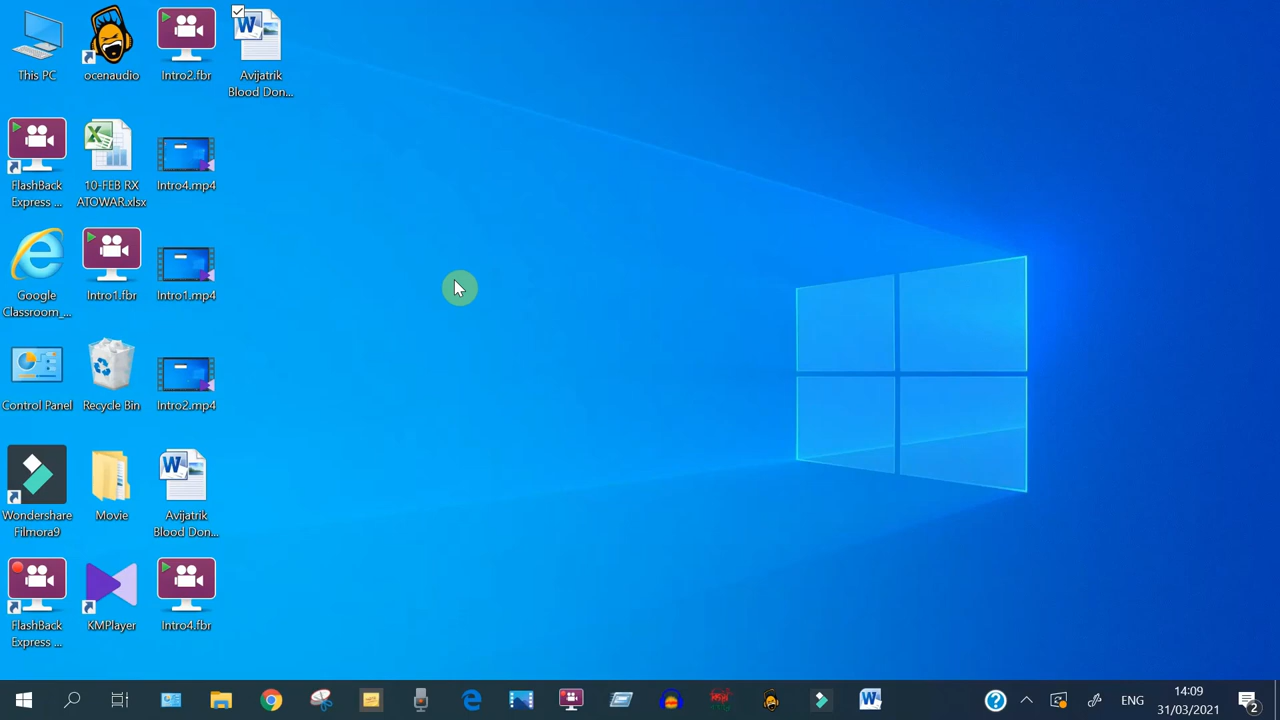 This PC
ocenaudio
Intro2.fbr
Avijatrik
Blood Don...
FlashBack
Express ...
10-FEB RX
ATOWAR.xlsx
Intro4.mp4
Google
Classroom_...
Intro1.fbr
Intro1.mp4
Control Panel
Recycle Bin
Intro2.mp4
Wondershare
Filmora9
Movie
Avijatrik
Blood Don...
FlashBack
Express ...
KMPlayer
Intro4.fbr
ENG
14:09
31/03/2021
2